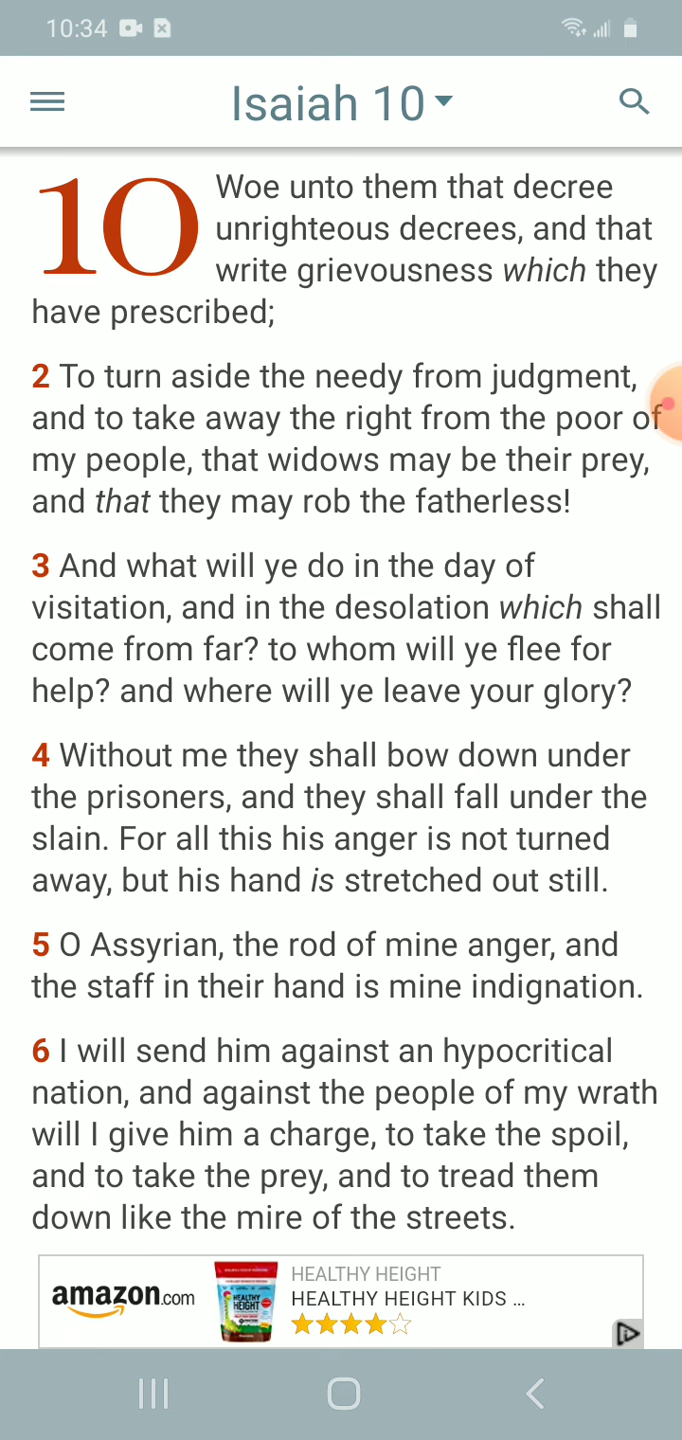 10:34
Isaiah 10
10 Woe unto them that decree
unrighteous decrees, and that
write grievousness which they
have prescribed;
2 To turn aside the needy from judgment,
and to take away the right from the poor of
my people, that widows may be their prey,
and that they may rob the fatherless!
3 And what will ye do in the day of
visitation, and in the desolation which shall
come from far? to whom will ye flee for
help? and where will ye leave your glory?
4 Without me they shall bow down under
the prisoners, and they shall fall under the
slain. For all this his anger is not turned
away, but his hand is stretched out still.
5 O Assyrian, the rod of mine anger, and
the staff in their hand is mine indignation.
6 I will send him against an hypocritical
nation, and against the people of my wrath
will I give him a charge, to take the spoil,
and to take the prey, and to tread them
down like the mire of the streets.
amazon.com
HEALTHY
HEIGHT
HEALTHY HEIGHT
HEALTHY HEIGHT KIDS ...